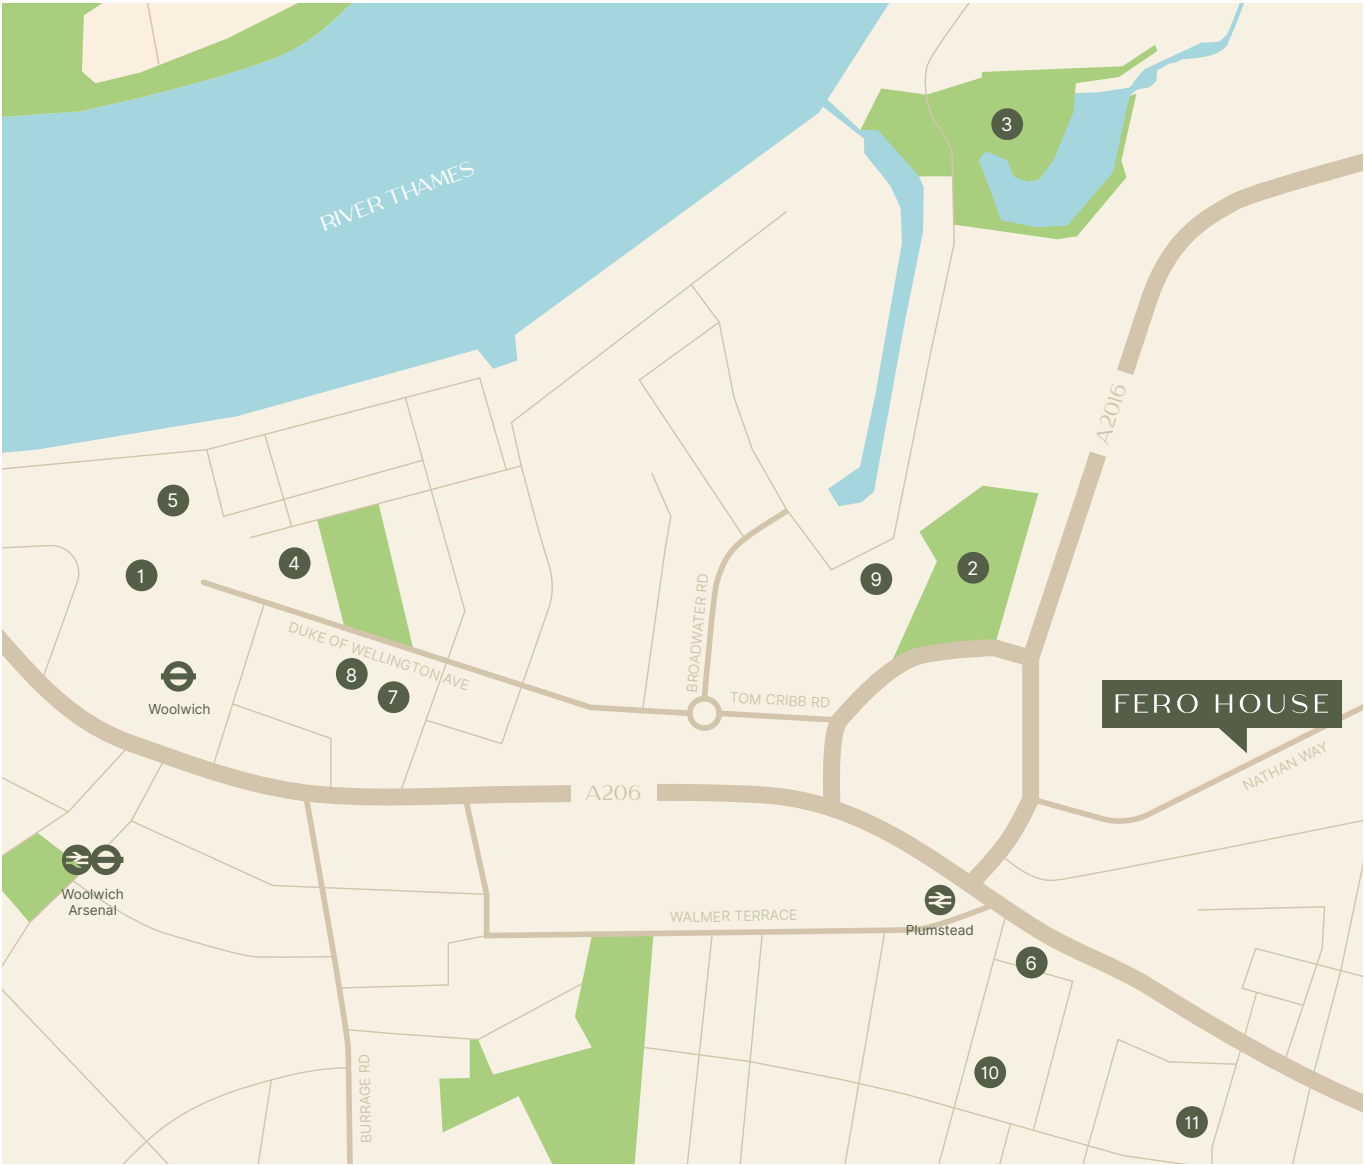 3
RIVER THAMES
A2016
5
4
1
9
2
BROADWATER RD
DUKE OF WELLINGTON AVE
8
7
Woolwich
TOM CRIBB RD
FERO HOUSE
NATHAN WAY
A206
Woolwich
Arsenal
WALMER TERRACE
Plumstead
6
10
BURRAGE RD
11